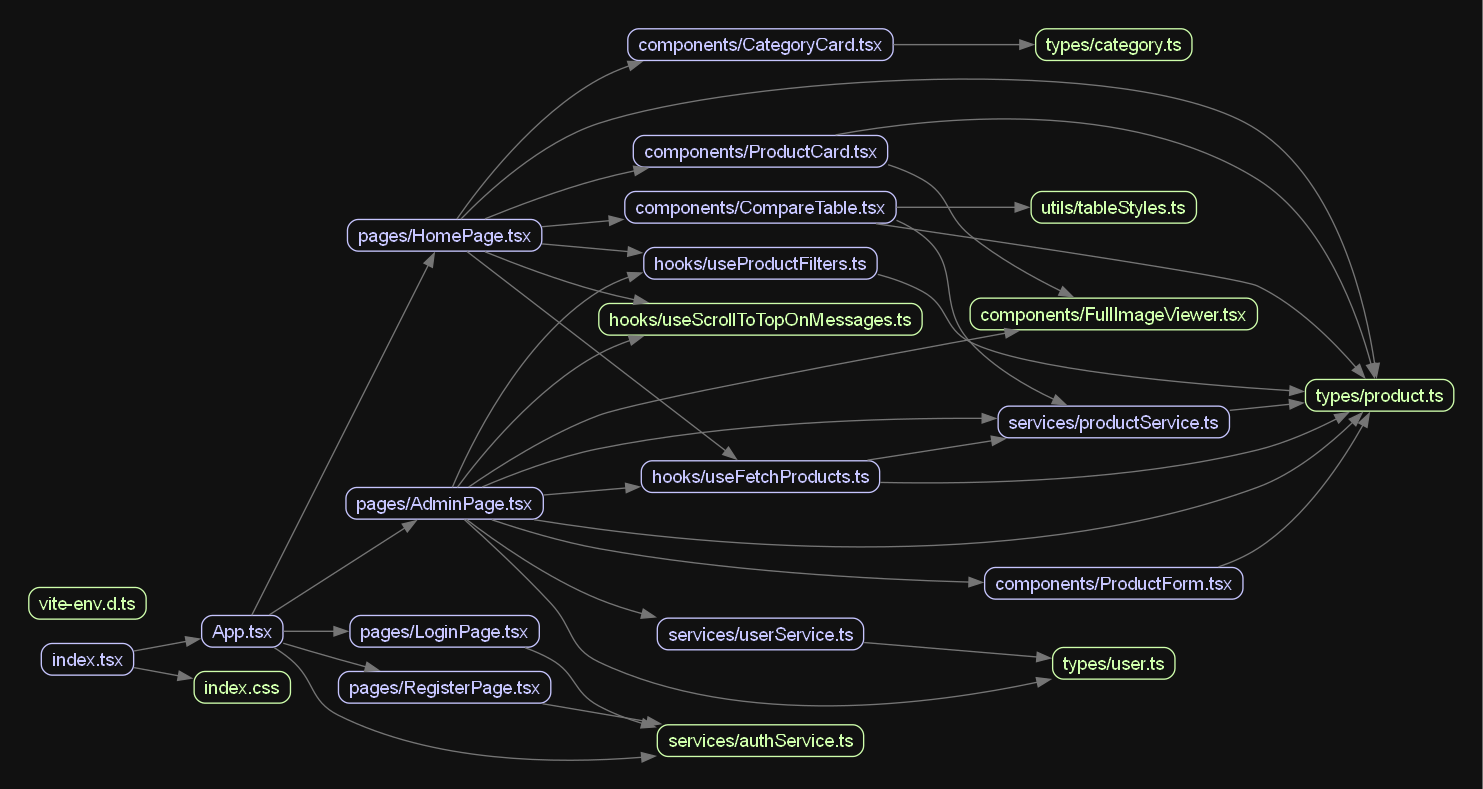 components/CategoryCard.tsx
types/category.ts
components/ProductCard.tsx
components/CompareTable.tsx
utils/tableStyles.ts
pages/HomePage.tsx
hooks/useProductFilters.ts
hooks/useScrollToTopOnMessages.ts
components/FullImageViewer.tsx
types/product.ts
services/productService.ts
hooks/useFetchProducts.ts
pages/AdminPage.tsx
components/ProductForm.tsx
vite-env.d.ts
App.tsx
pages/LoginPage.tsx
services/userService.ts
index.tsx
types/user.ts
index.css
pages/RegisterPage.tsx
services/authService.ts